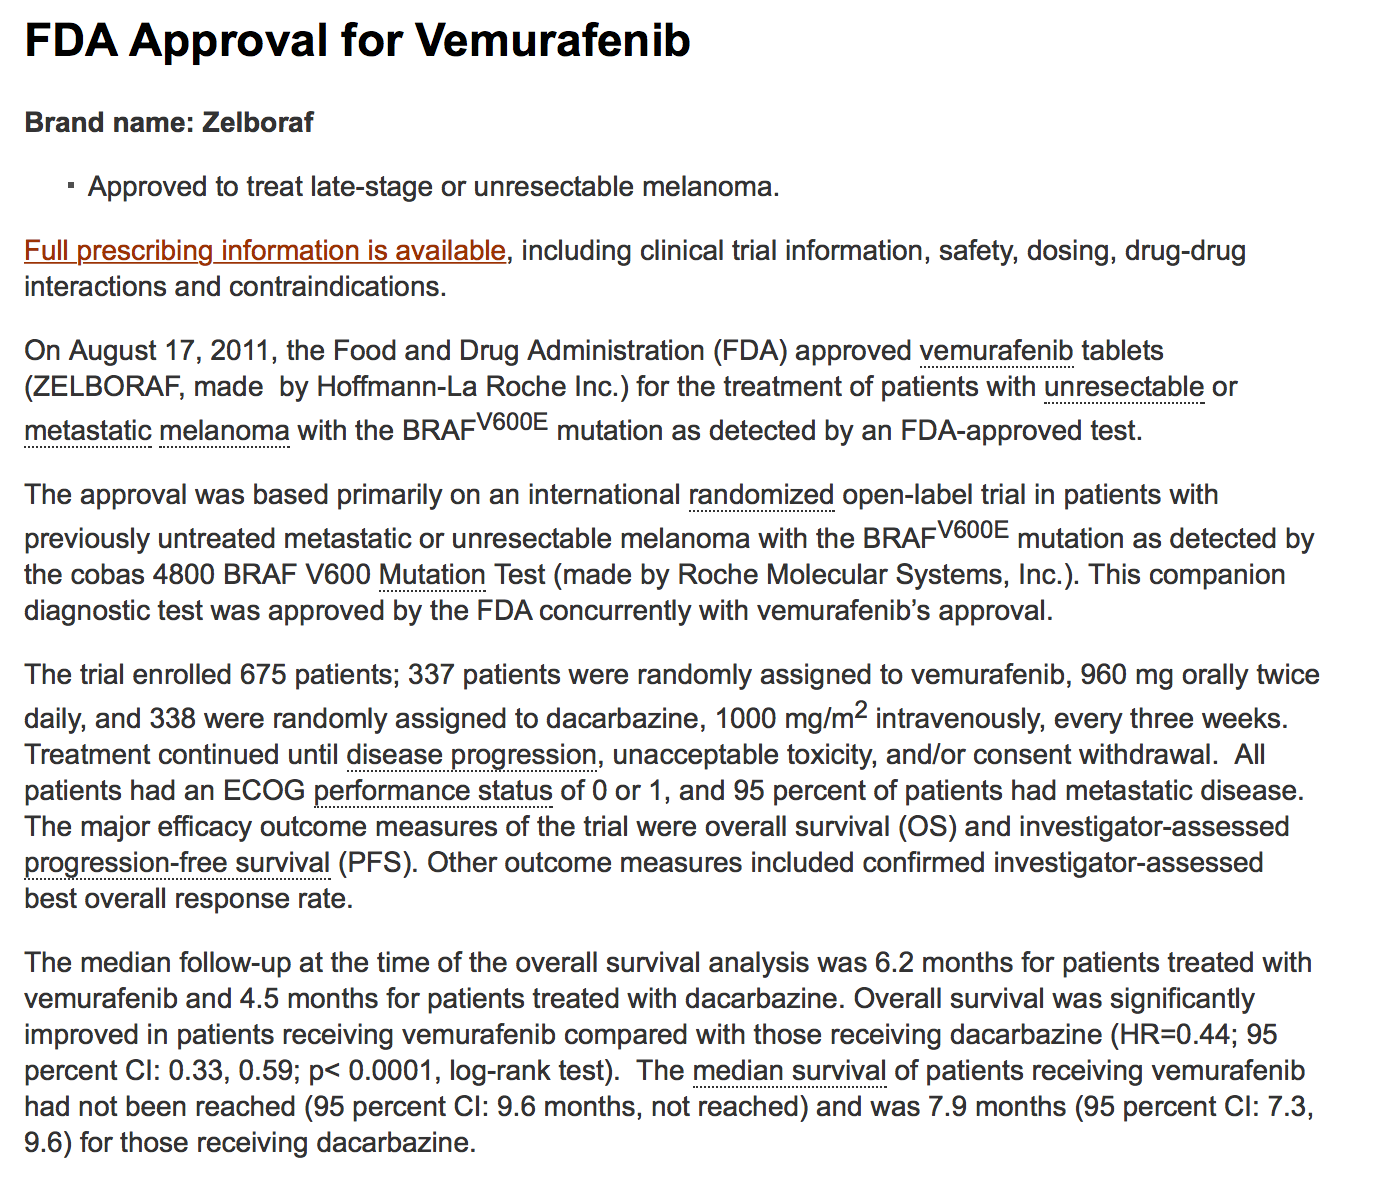 FDA Approval for Vemurafenib
Brand name: Zelboraf
▪ Approved to treat late-stage or unresectable melanoma.
Full prescribing information is available, including clinical trial information, safety, dosing, drug-drug
interactions and contraindications.
On August 17, 2011, the Food and Drug Administration (FDA) approved vemurafenib tablets
(ZELBORAF, made  by Hoffmann-La Roche Inc.) for the treatment of patients with unresectable or
metastatic melanoma with the BRAFV600E mutation as detected by an FDA-approved test.
The approval was based primarily on an international randomized open-label trial in patients with
previously untreated metastatic or unresectable melanoma with the BRAFV600E mutation as detected by
the cobas 4800 BRAF V600 Mutation Test (made by Roche Molecular Systems, Inc.). This companion
diagnostic test was approved by the FDA concurrently with vemurafenib’s approval.
The trial enrolled 675 patients; 337 patients were randomly assigned to vemurafenib, 960 mg orally twice
daily, and 338 were randomly assigned to dacarbazine, 1000 mg/m2 intravenously, every three weeks.
Treatment continued until disease progression, unacceptable toxicity, and/or consent withdrawal.  All
patients had an ECOG performance status of 0 or 1, and 95 percent of patients had metastatic disease.
The major efficacy outcome measures of the trial were overall survival (OS) and investigator-assessed
progression-free survival (PFS). Other outcome measures included confirmed investigator-assessed
best overall response rate.
The median follow-up at the time of the overall survival analysis was 6.2 months for patients treated with
vemurafenib and 4.5 months for patients treated with dacarbazine. Overall survival was significantly
improved in patients receiving vemurafenib compared with those receiving dacarbazine (HR=0.44; 95
percent CI: 0.33, 0.59; p< 0.0001, log-rank test).  The median survival of patients receiving vemurafenib
had not been reached (95 percent CI: 9.6 months, not reached) and was 7.9 months (95 percent CI: 7.3,
9.6) for those receiving dacarbazine.